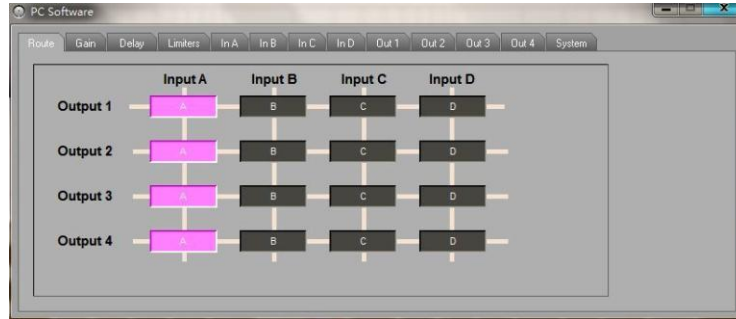 PC Software
Route Gain Delay Limiters In A In B In C In D Out 1 Out 2 Out 3 Out 4 System
Input A Input B Input C Input D
Output 1 A B C D
Output 2 A B C D
Output 3 A B C D
Output 4 A B C D